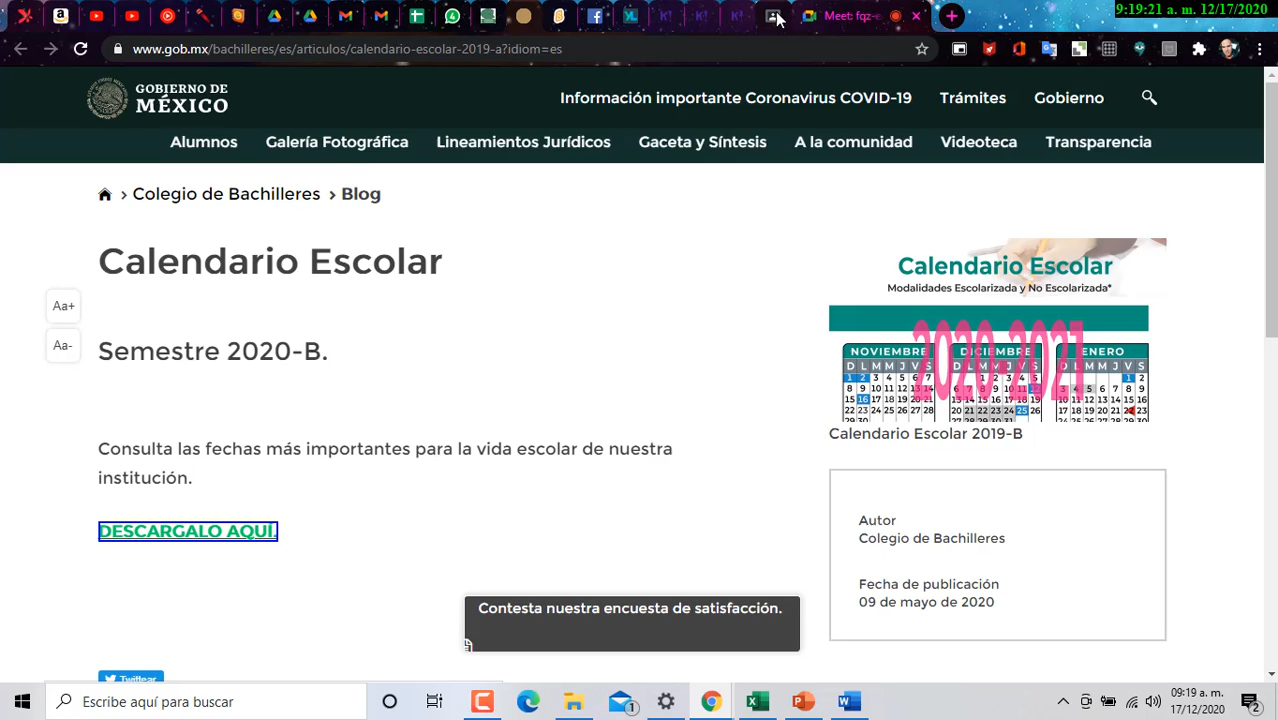 9:19:21 a. m. 12/17/2020
Meet: fqz-e
www.gob.mx/bachilleres/es/articulos/calendario-escolar-2019-a?idiom=es
GOBIERNO DE
MÉXICO
Información importante Coronavirus COVID-19
Trámites
Gobierno
Alumnos
Galería Fotográfica
Lineamientos Jurídicos
Gaceta y Síntesis
A la comunidad
Videoteca
Transparencia
> Colegio de Bachilleres > Blog
Calendario Escolar
Aa+
Aa-
Semestre 2020-B.
Consulta las fechas más importantes para la vida escolar de nuestra
institución.
DESCARGALO AQUÍ.
Contesta nuestra encuesta de satisfacción.
Twittear
Calendario Escolar
Modalidades Escolarizada y No Escolarizada*
2020-2021
NOVIEMBRE
DICIEMBRE
ENERO
Calendario Escolar 2019-B
Autor
Colegio de Bachilleres
Fecha de publicación
09 de mayo de 2020
Escribe aquí para buscar
09:19 a. m.
17/12/2020